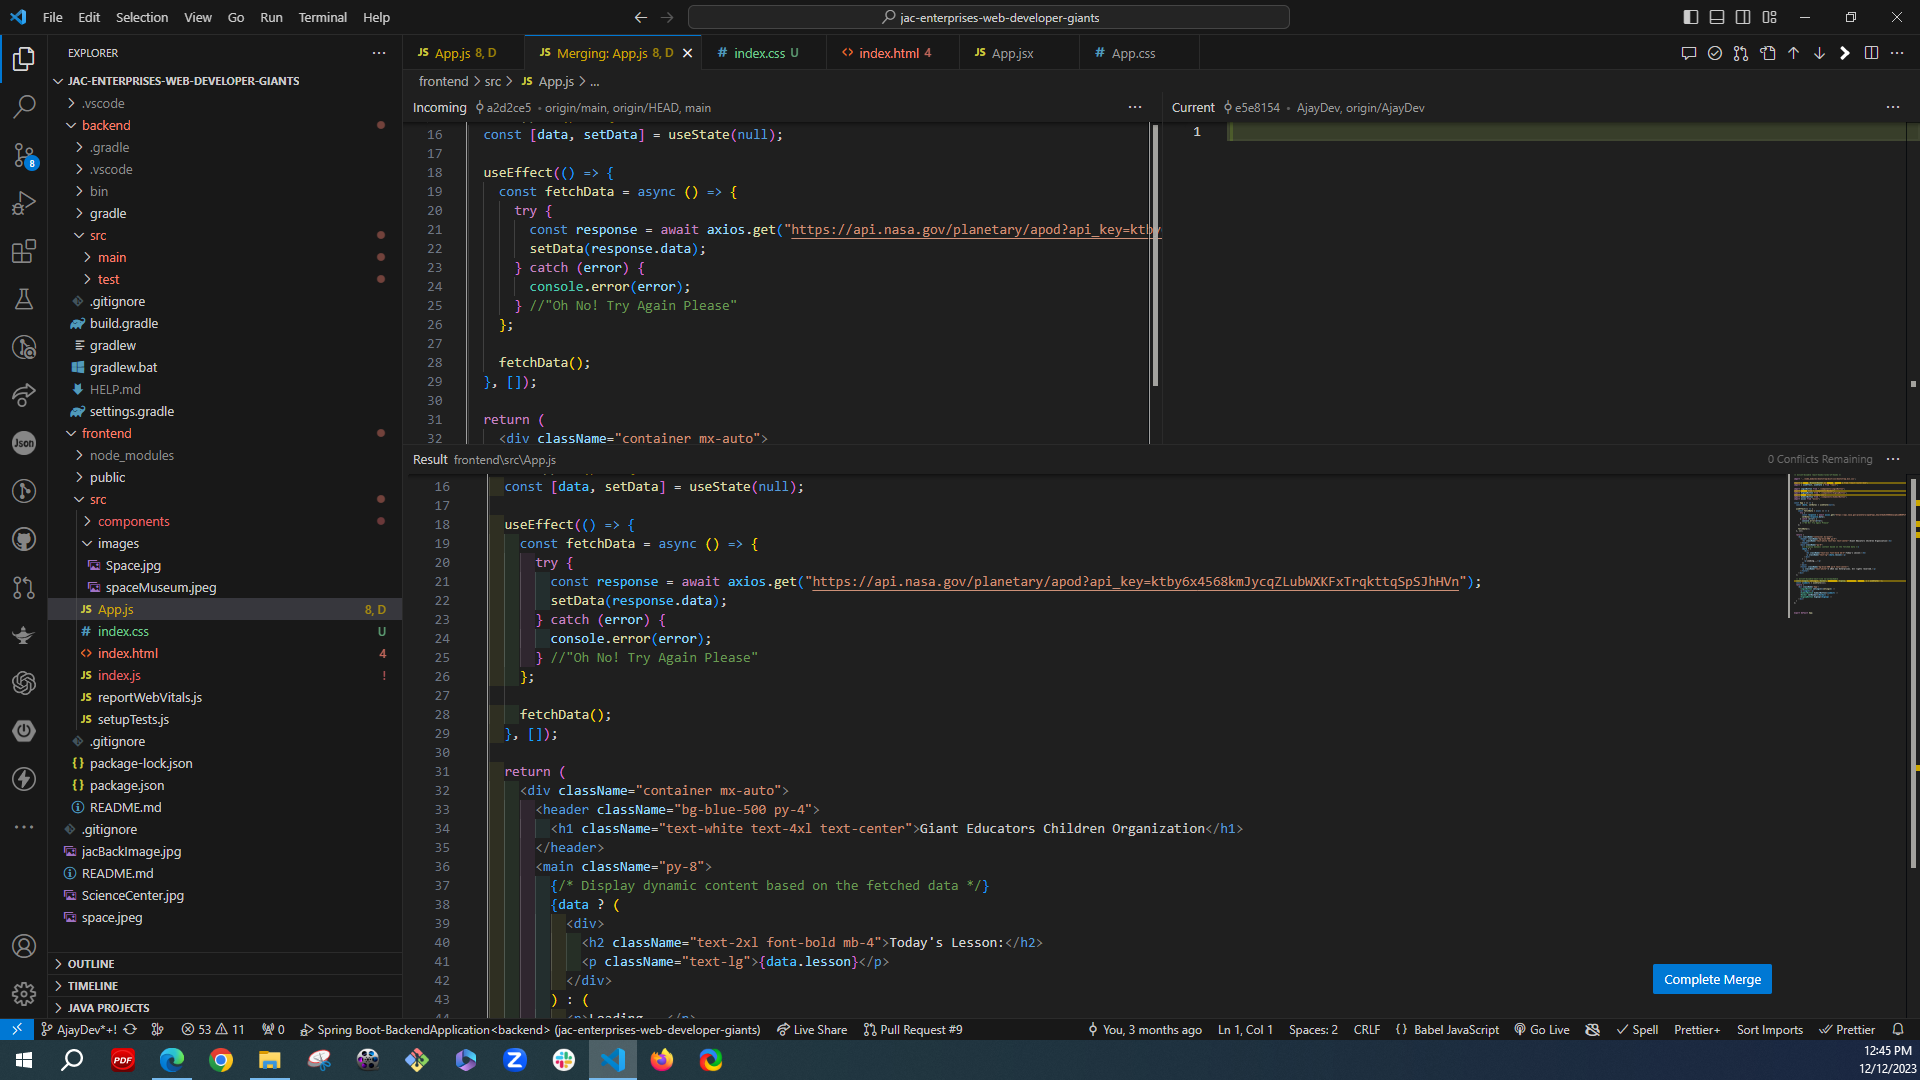 File Edit Selection View Go Run Terminal Help
jac-enterprises-web-developer-giants
EXPLORER
JAC-ENTERPRISES-WEB-DEVELOPER-GIANTS
.vscode
backend
.gradle
.vscode
bin
gradle
src
main
test
.gitignore
build.gradle
gradlew
gradlew.bat
HELP.md
settings.gradle
frontend
node_modules
public
src
components
images
Space.jpg
spaceMuseum.jpeg
JS App.js 8, D
# index.css U
<> index.html 4
JS index.js !
JS reportWebVitals.js
JS setupTests.js
.gitignore
{} package-lock.json
{} package.json
README.md
.gitignore
jacBackImage.jpg
README.md
ScienceCenter.jpg
space.jpeg
OUTLINE
TIMELINE
JAVA PROJECTS
8
Json
JS App.js 8, D
JS Merging: App.js 8, D
# index.css U
<> index.html 4
JS App.jsx
# App.css
frontend > src > JS App.js > ...
Incoming a2d2ce5 • origin/main, origin/HEAD, main
16 const [data, setData] = useState(null);
17
18 useEffect(() => {
19 const fetchData = async () => {
20 try {
21 const response = await axios.get("https://api.nasa.gov/planetary/apod?api_key=ktby
22 setData(response.data);
23 } catch (error) {
24 console.error(error);
25 } //"Oh No! Try Again Please"
26 };
27
28 fetchData();
29 }, []);
30
31 return (
32 <div className="container mx-auto">
Current e5e8154 • AjayDev, origin/AjayDev
1
Result frontend\src\App.js
0 Conflicts Remaining
16 const [data, setData] = useState(null);
17
18 useEffect(() => {
19 const fetchData = async () => {
20 try {
21 const response = await axios.get("https://api.nasa.gov/planetary/apod?api_key=ktby6x4568kmJycqZLubWXKFxTrqkttqSpSJhHVn");
22 setData(response.data);
23 } catch (error) {
24 console.error(error);
25 } //"Oh No! Try Again Please"
26 };
27
28 fetchData();
29 }, []);
30
31 return (
32 <div className="container mx-auto">
33 <header className="bg-blue-500 py-4">
34 <h1 className="text-white text-4xl text-center">Giant Educators Children Organization</h1>
35 </header>
36 <main className="py-8">
37 {/* Display dynamic content based on the fetched data */}
38 {data ? (
39 <div>
40 <h2 className="text-2xl font-bold mb-4">Today's Lesson:</h2>
41 <p className="text-lg">{data.lesson}</p>
42 </div>
43 ) : (
Complete Merge
AjayDev*+! 53 11 0 Spring Boot-BackendApplication<backend> (jac-enterprises-web-developer-giants) Live Share Pull Request #9 You, 3 months ago Ln 1, Col 1 Spaces: 2 CRLF {} Babel JavaScript Go Live Spell Prettier+ Sort Imports Prettier
PDF
12:45 PM
12/12/2023